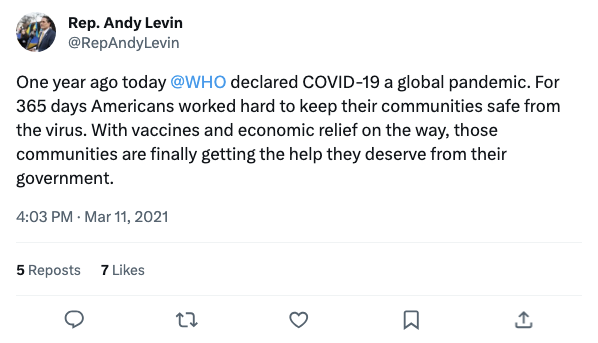 Rep. Andy Levin
@RepAndyLevin
One year ago today @WHO declared COVID-19 a global pandemic. For
365 days Americans worked hard to keep their communities safe from
the virus. With vaccines and economic relief on the way, those
communities are finally getting the help they deserve from their
government.
4:03 PM · Mar 11, 2021
5 Reposts 7 Likes